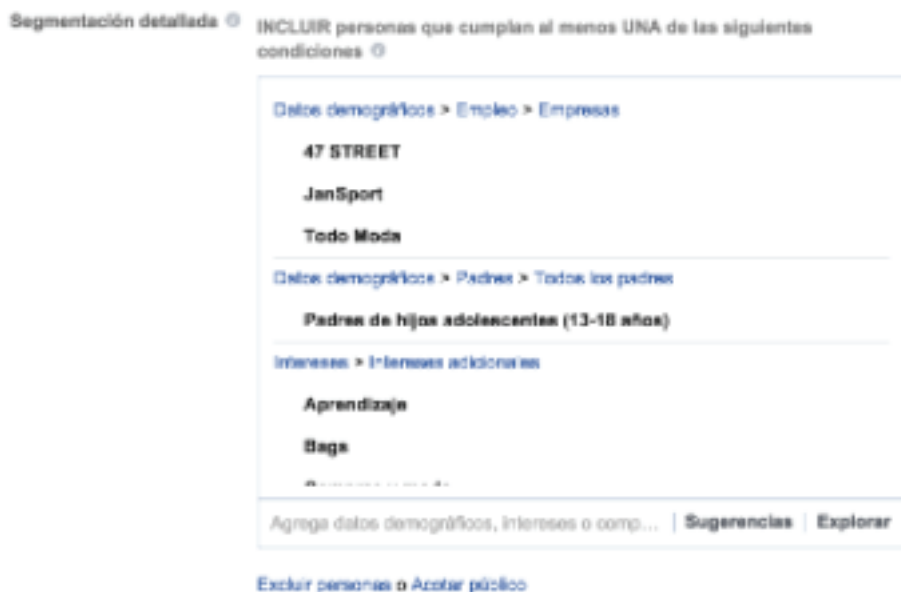 Segmentación detallada
INCLUIR personas que cumplan al menos UNA de las siguientes
condiciones
Datos demográficos > Empleo > Empresas
47 STREET
JanSport
Todo Moda
Datos demográficos > Padres > Todos los padres
Padres de hijos adolescentes (13-18 años)
Intereses > Intereses adicionales
Aprendizaje
Bags
Agrega datos demográficos, intereses o comp... | Sugerencias | Explorar
Excluir personas o Acotar público